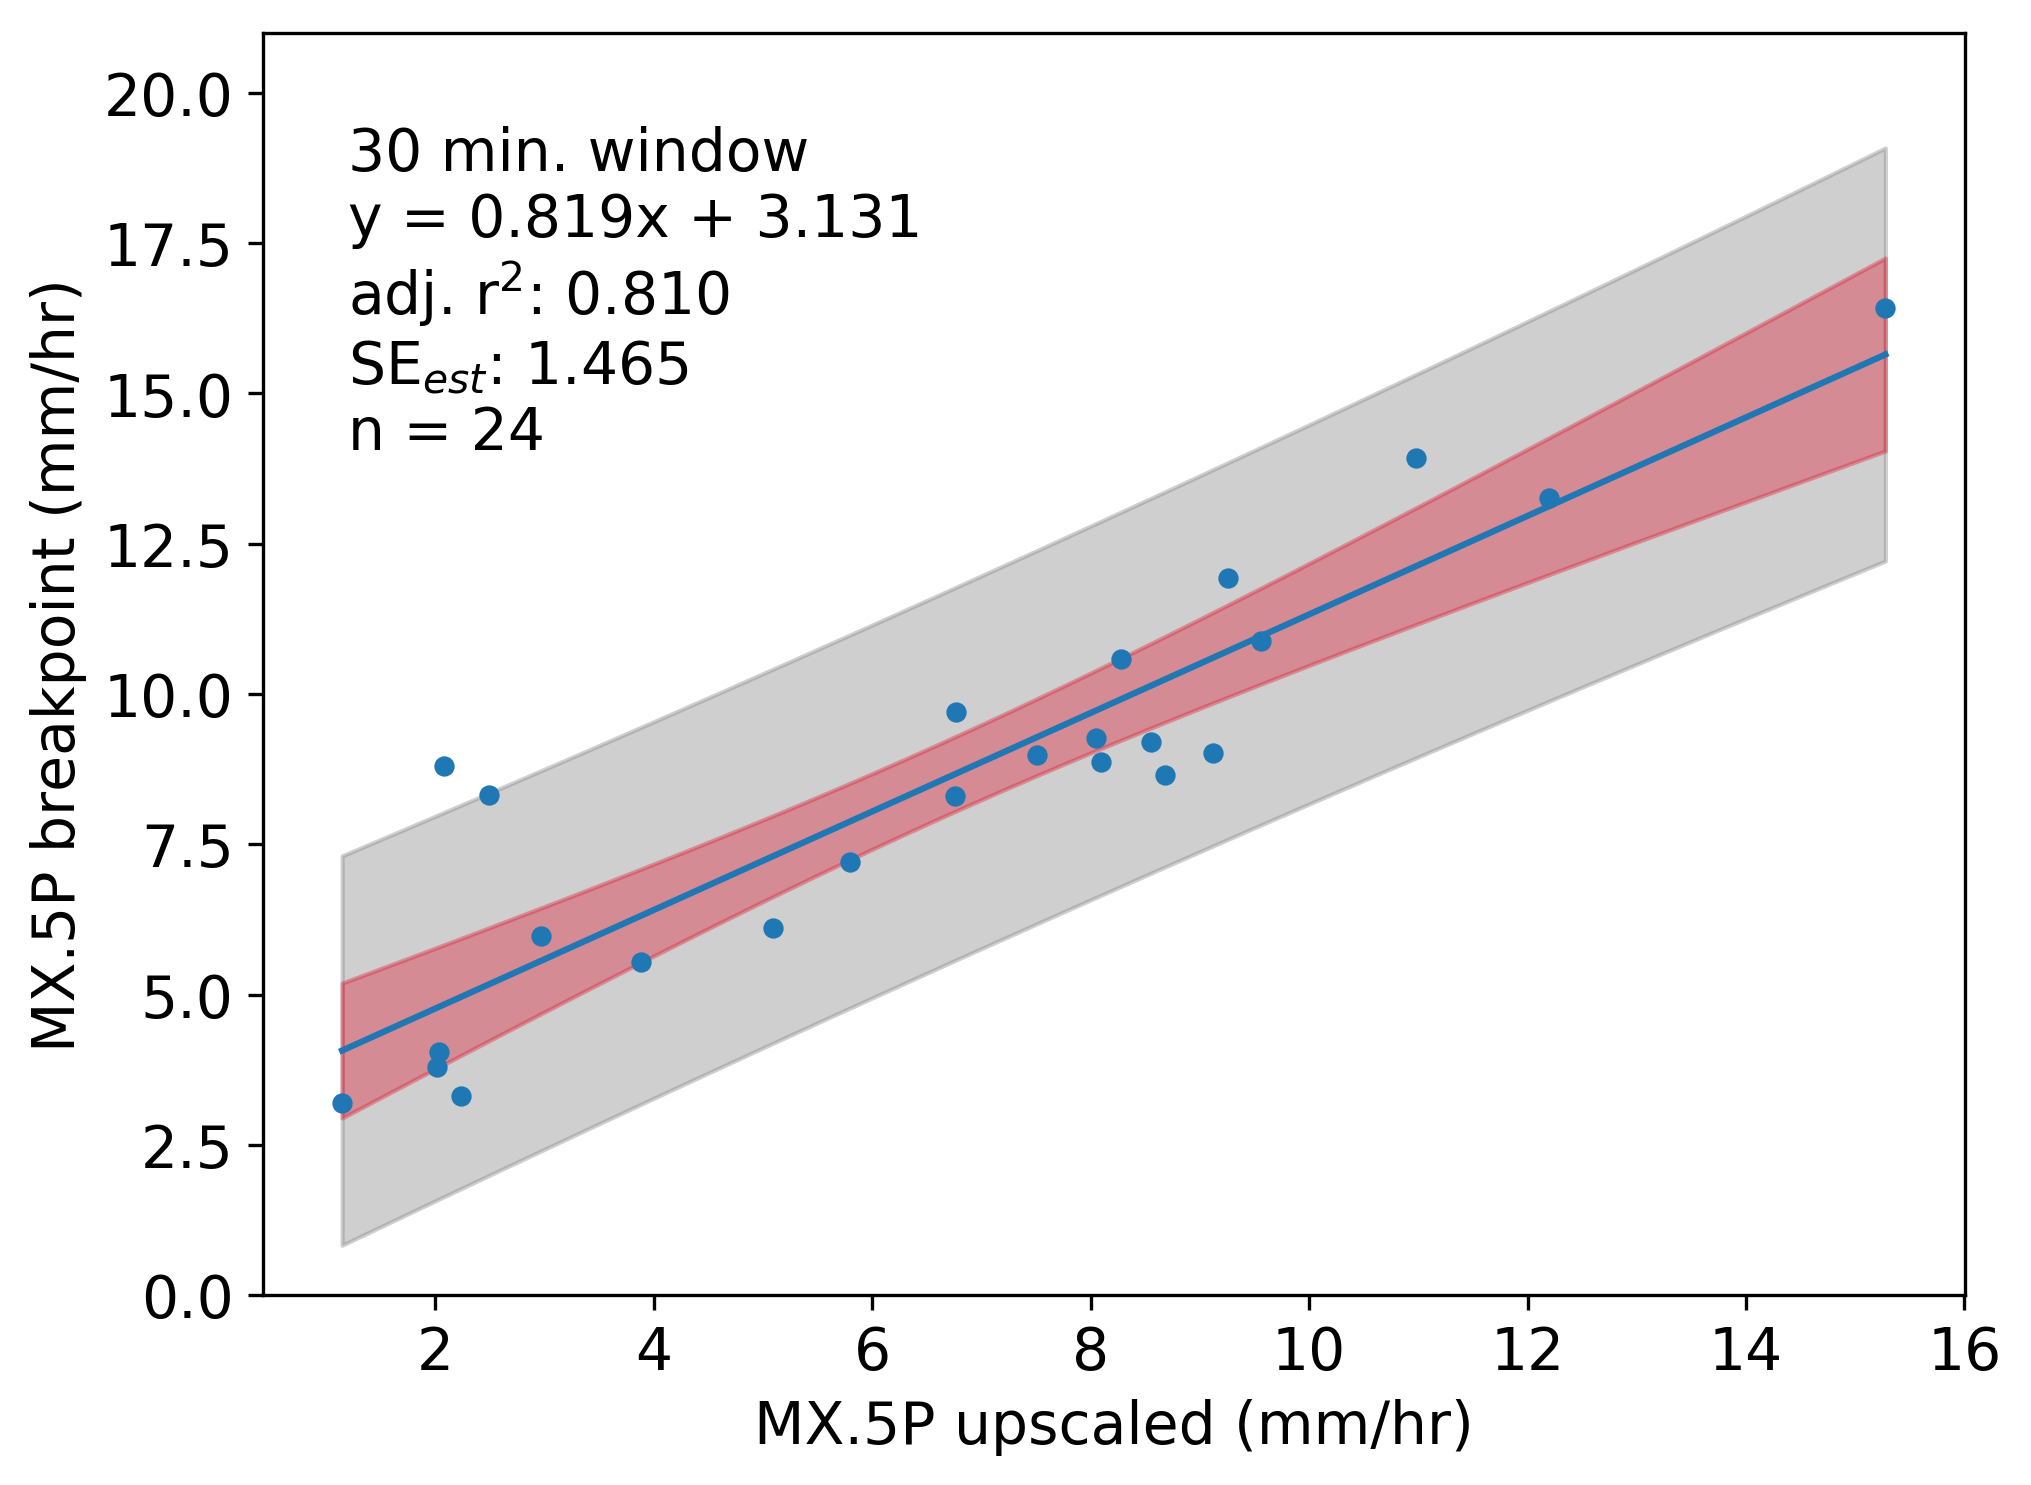 30 min. window
y = 0.819x + 3.131
adj. r²: 0.810
SEₑₛₜ: 1.465
n = 24
MX.5P breakpoint (mm/hr)
20.0
17.5
15.0
12.5
10.0
7.5
5.0
2.5
0.0
2 4 6 8 10 12 14 16
MX.5P upscaled (mm/hr)